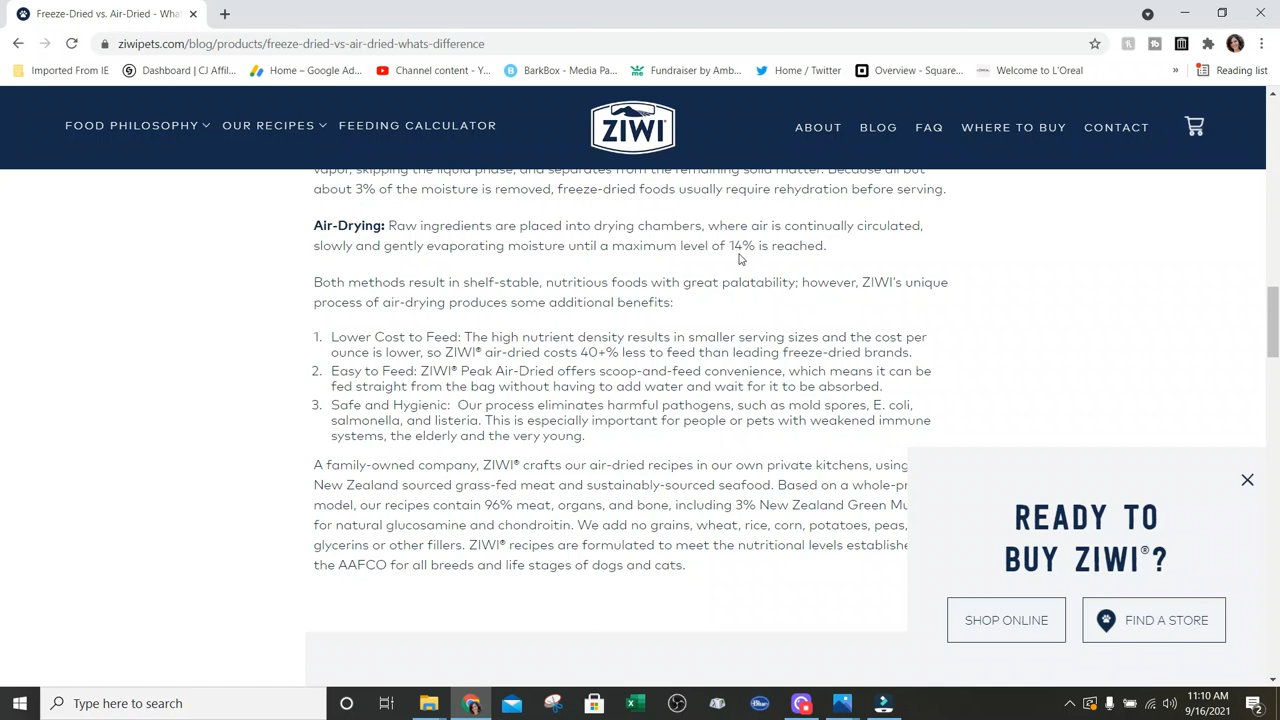 Freeze-Dried vs. Air-Dried - Wha
ziwipets.com/blog/products/freeze-dried-vs-air-dried-whats-difference
Imported From IE
Dashboard | CJ Affil...
Home – Google Ad...
Channel content - Y...
BarkBox - Media Pa...
Fundraiser by Amb...
Home / Twitter
Overview - Square...
Welcome to L'Oreal
»
Reading list
FOOD PHILOSOPHY
OUR RECIPES
FEEDING CALCULATOR
ZIWI
ABOUT
BLOG
FAQ
WHERE TO BUY
CONTACT
vapor, skipping the liquid phase, and separates from the remaining solid matter. Because all but
about 3% of the moisture is removed, freeze-dried foods usually require rehydration before serving.
Air-Drying: Raw ingredients are placed into drying chambers, where air is continually circulated,
slowly and gently evaporating moisture until a maximum level of 14% is reached.
Both methods result in shelf-stable, nutritious foods with great palatability; however, ZIWI's unique
process of air-drying produces some additional benefits:
1. Lower Cost to Feed: The high nutrient density results in smaller serving sizes and the cost per
ounce is lower, so ZIWI® air-dried costs 40+% less to feed than leading freeze-dried brands.
2. Easy to Feed: ZIWI® Peak Air-Dried offers scoop-and-feed convenience, which means it can be
fed straight from the bag without having to add water and wait for it to be absorbed.
3. Safe and Hygienic: Our process eliminates harmful pathogens, such as mold spores, E. coli,
salmonella, and listeria. This is especially important for people or pets with weakened immune
systems, the elderly and the very young.
A family-owned company, ZIWI® crafts our air-dried recipes in our own private kitchens, using
New Zealand sourced grass-fed meat and sustainably-sourced seafood. Based on a whole-pr
model, our recipes contain 96% meat, organs, and bone, including 3% New Zealand Green Mu
for natural glucosamine and chondroitin. We add no grains, wheat, rice, corn, potatoes, peas,
glycerins or other fillers. ZIWI® recipes are formulated to meet the nutritional levels establishe
the AAFCO for all breeds and life stages of dogs and cats.
READY TO
BUY ZIWI®?
SHOP ONLINE
FIND A STORE
Type here to search
11:10 AM
9/16/2021
2